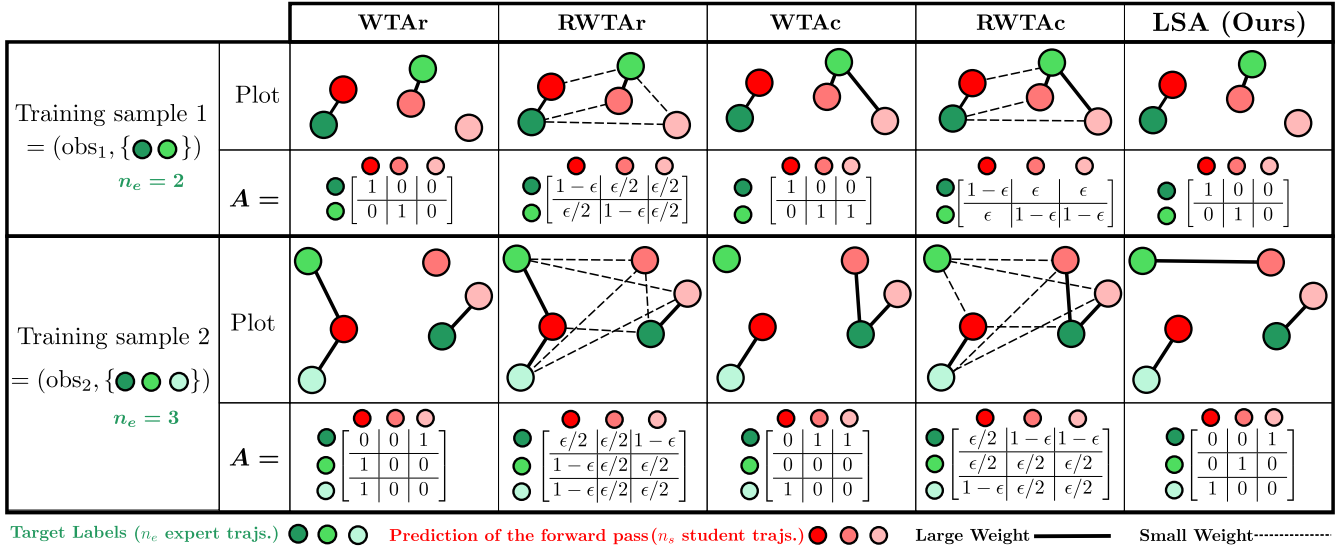 WTAr RWTAr WTAc RWTAc LSA (Ours)
Training sample 1
= (obs₁, { })
nₑ = 2
Plot
A =
[1 0 0
0 1 0]
[1 − ϵ ϵ/2 ϵ/2
ϵ/2 1 − ϵ ϵ/2]
[1 0 0
0 1 1]
[1 − ϵ ϵ ϵ
ϵ 1 − ϵ 1 − ϵ]
[1 0 0
0 1 0]
Training sample 2
= (obs₂, { })
nₑ = 3
Plot
A =
[0 0 1
1 0 0
1 0 0]
[ϵ/2 ϵ/2 1 − ϵ
1 − ϵ ϵ/2 ϵ/2
1 − ϵ ϵ/2 ϵ/2]
[0 1 1
0 0 0
1 0 0]
[ϵ/2 1 − ϵ 1 − ϵ
ϵ/2 ϵ/2 ϵ/2
1 − ϵ ϵ/2 ϵ/2]
[0 0 1
0 1 0
1 0 0]
Target Labels (nₑ expert trajs.) Prediction of the forward pass(nₛ student trajs.) Large Weight Small Weight